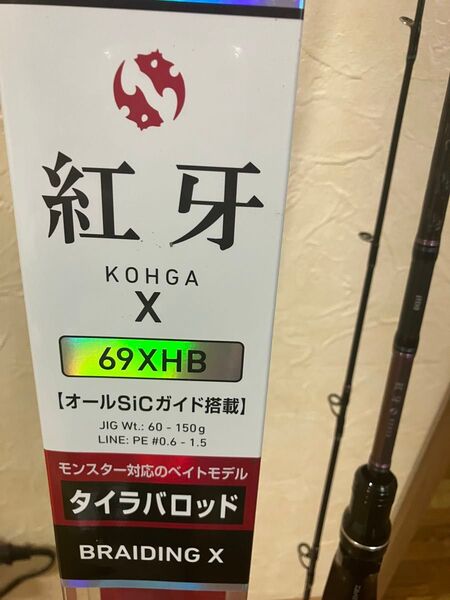 紅牙
KOHGA
X
69XHB
【オールSiCガイド搭載】
JIG Wt.: 60 - 150g
LINE: PE #0.6 - 1.5
モンスター対応のベイトモデル
タイラバロッド
BRAIDING X